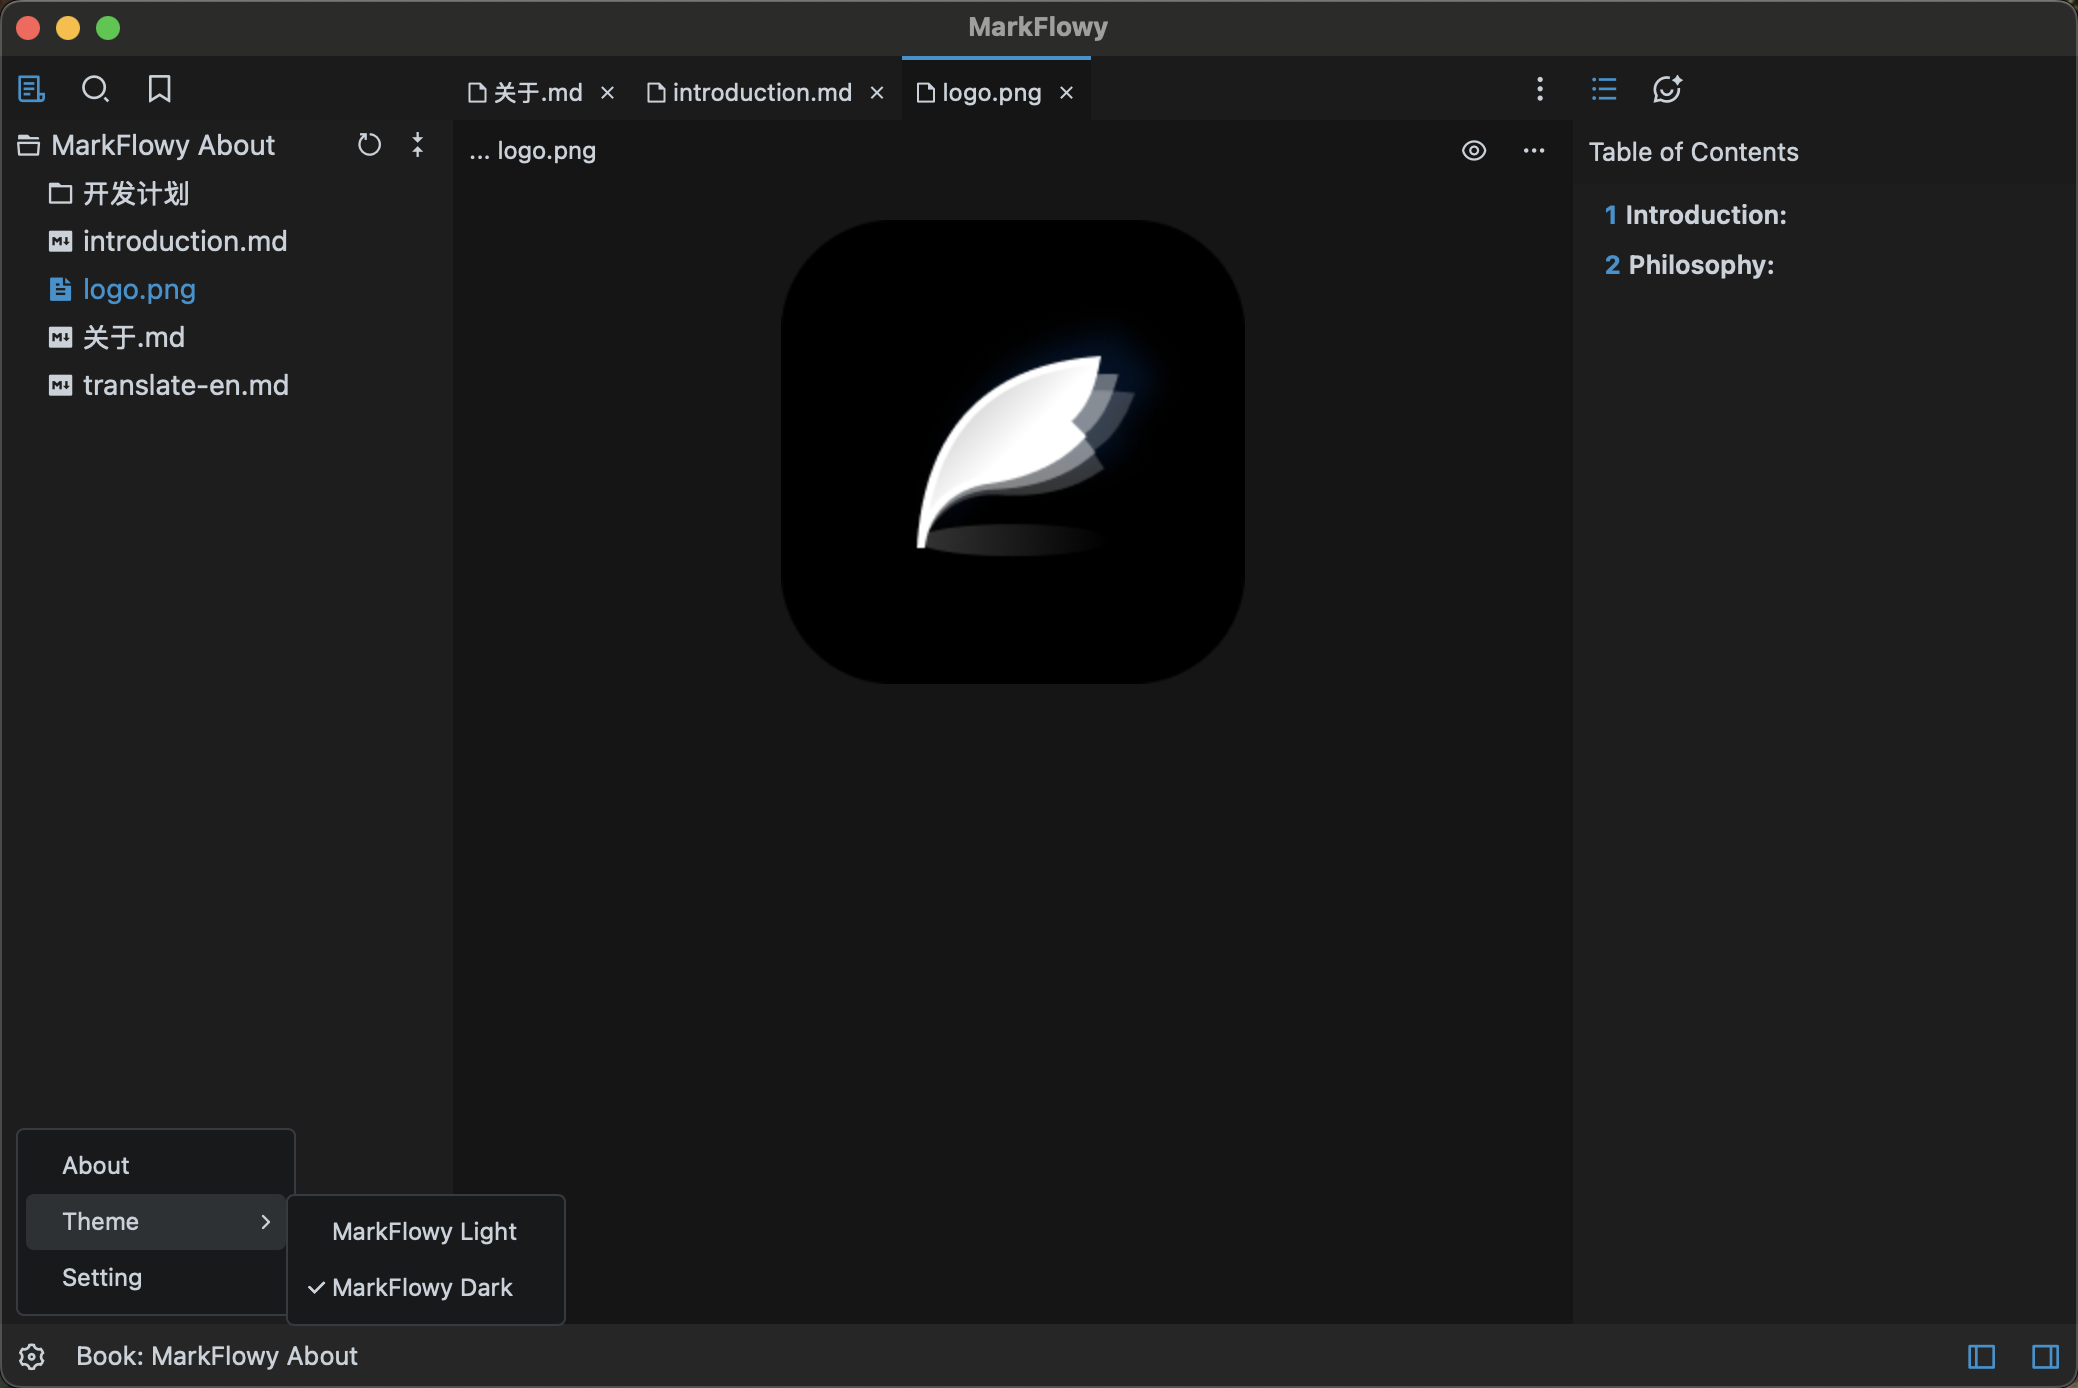 MarkFlowy
关于.md
introduction.md
logo.png
MarkFlowy About
开发计划
introduction.md
logo.png
关于.md
translate-en.md
... logo.png
Table of Contents
1 Introduction:
2 Philosophy:
About
Theme
Setting
MarkFlowy Light
MarkFlowy Dark
Book: MarkFlowy About